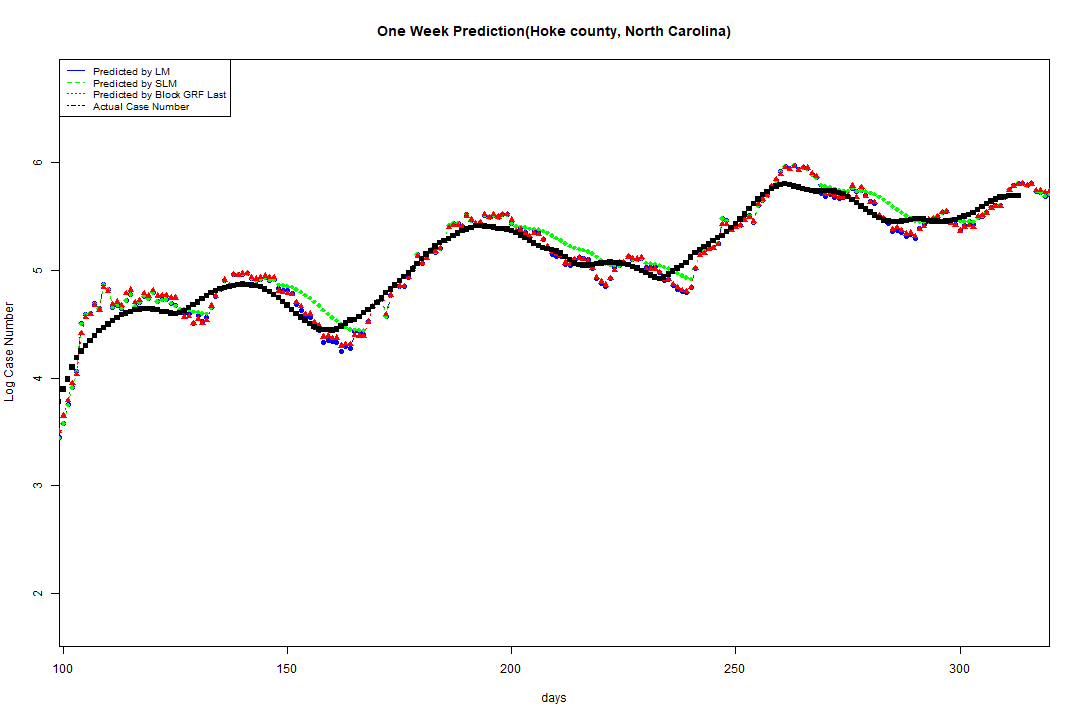 One Week Prediction(Hoke county, North Carolina)
Predicted by LM
Predicted by SLM
Predicted by Block GRF Last
Actual Case Number
6
5
4
3
2
Log Case Number
100 150 200 250 300
days